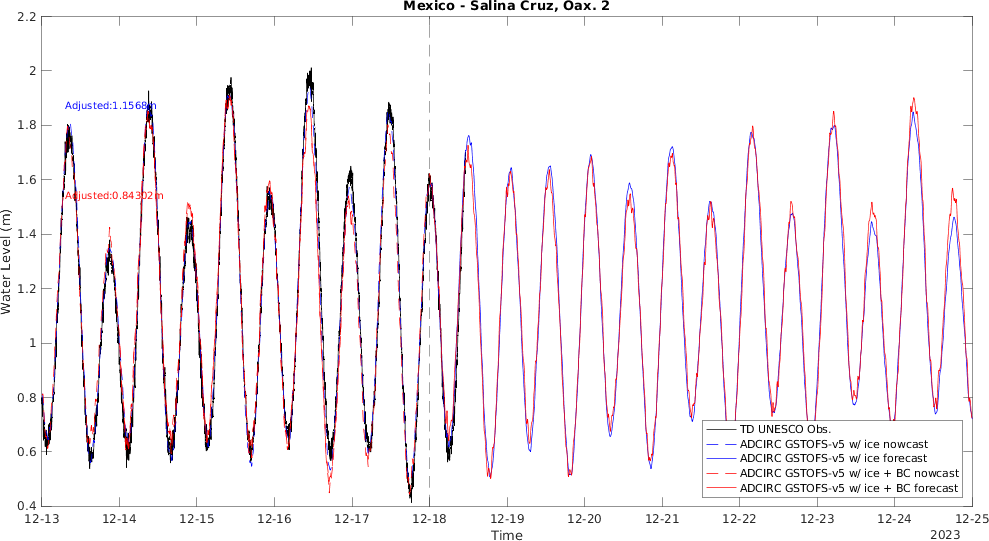 Mexico - Salina Cruz, Oax. 2
2.2
2
1.8
1.6
1.4
1.2
1
0.8
0.6
0.4
Water Level (m)
Adjusted:1.1568m
Adjusted:0.84302m
TD UNESCO Obs.
ADCIRC GSTOFS-v5 w/ ice nowcast
ADCIRC GSTOFS-v5 w/ ice forecast
ADCIRC GSTOFS-v5 w/ ice + BC nowcast
ADCIRC GSTOFS-v5 w/ ice + BC forecast
12-13 12-14 12-15 12-16 12-17 12-18 12-19 12-20 12-21 12-22 12-23 12-24 12-25
Time
2023